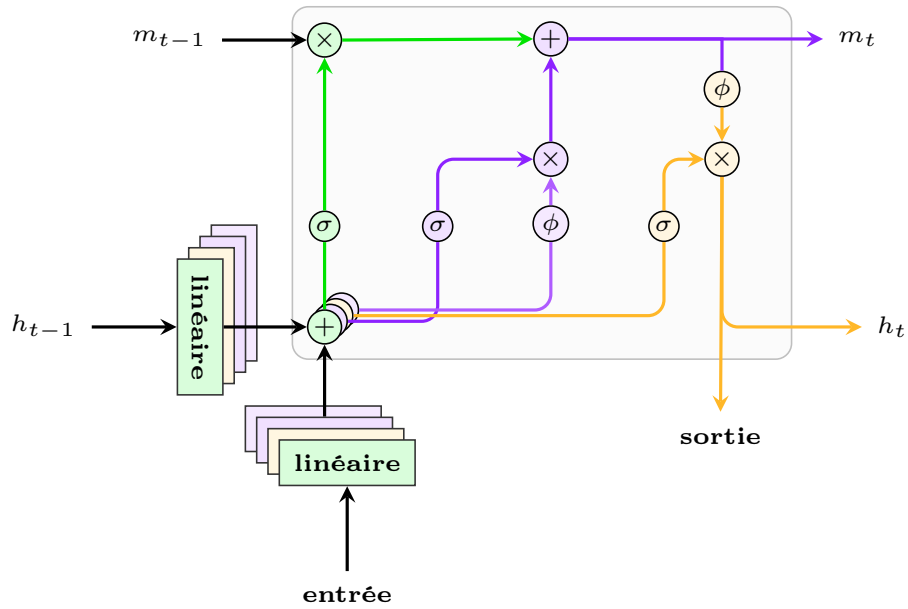 m_{t−1}
×
+
m_t
ϕ
×
×
σ
σ
ϕ
σ
linéaire
h_{t−1}
+
h_t
sortie
linéaire
entrée